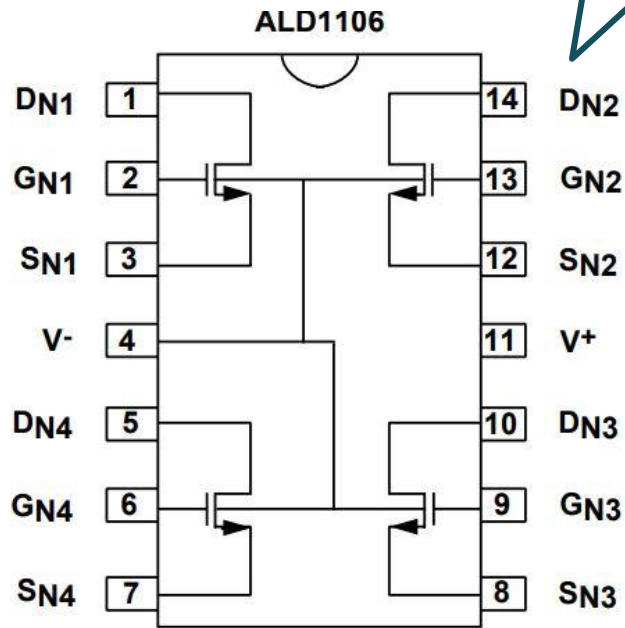 ALD1106
DN1 1 14 DN2
GN1 2 13 GN2
SN1 3 12 SN2
V- 4 11 V+
DN4 5 10 DN3
GN4 6 9 GN3
SN4 7 8 SN3